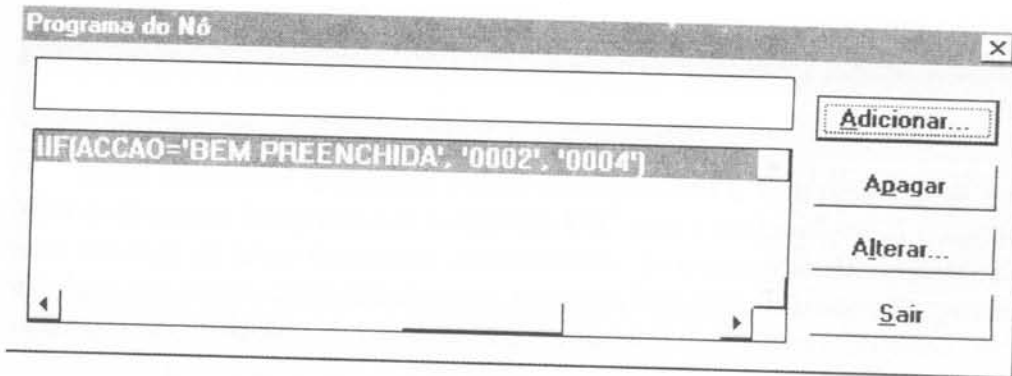 Programa do Nó
Adicionar...
IIF(ACCAO='BEM PREENCHIDA', '0002', '0004')
Apagar
Alterar...
Sair